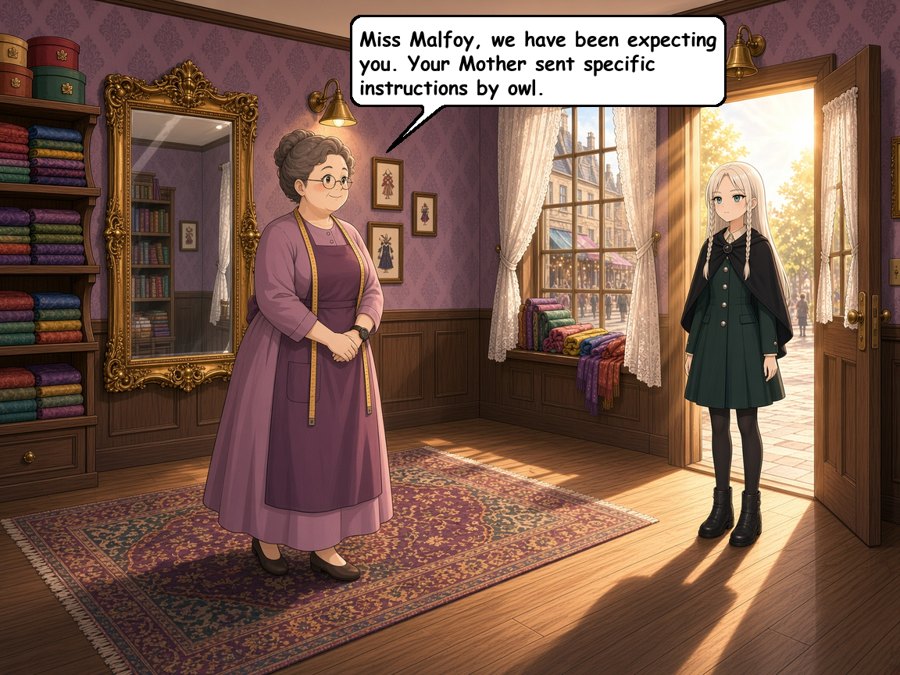 Miss Malfoy, we have been expecting
you. Your Mother sent specific
instructions by owl.